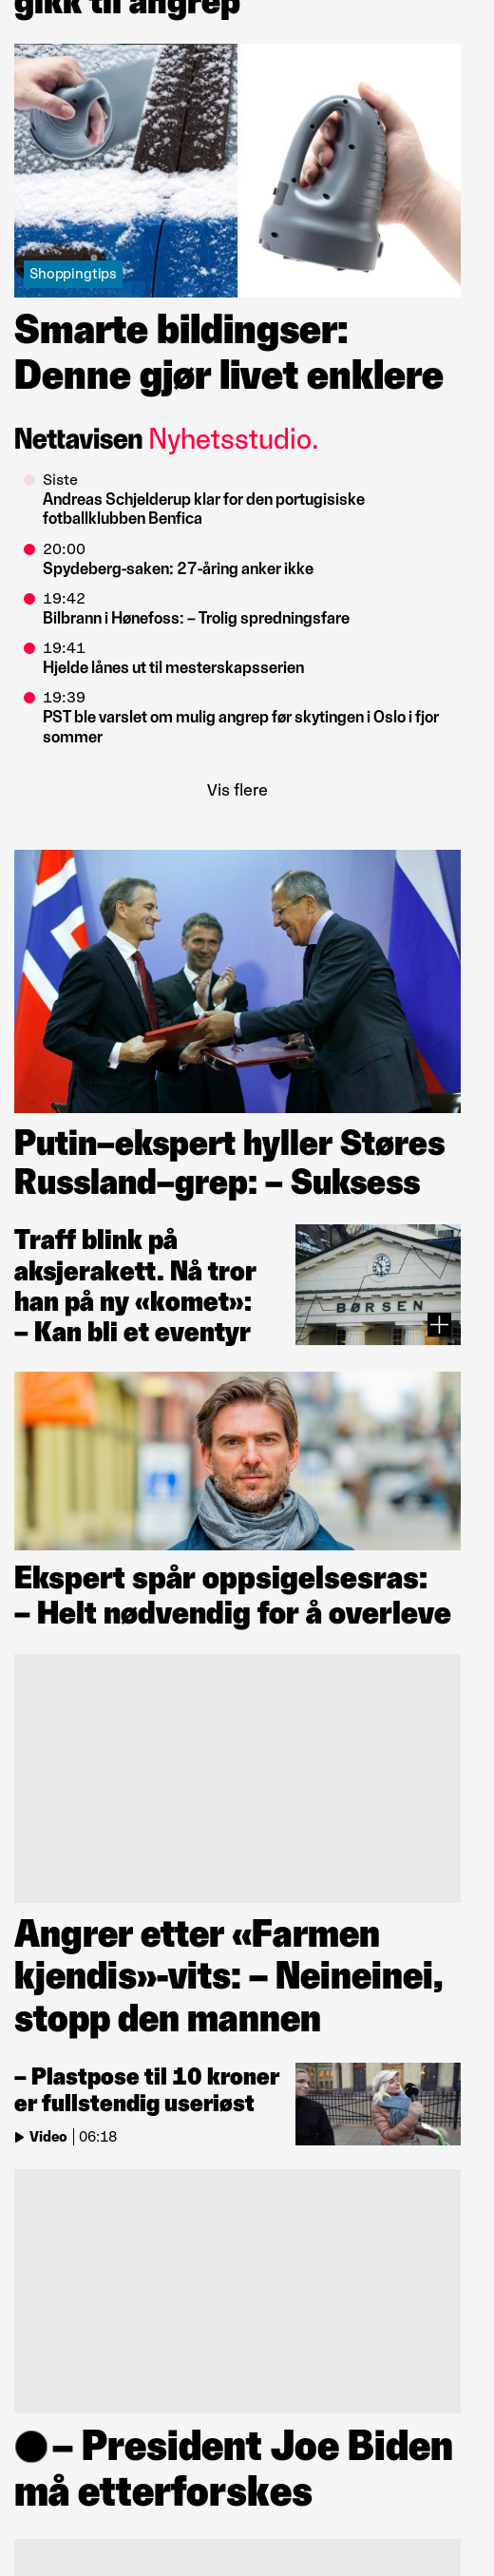 gikk til angrep
Shoppingtips
Smarte bildingser:
Denne gjør livet enklere
Nettavisen Nyhetsstudio.
Siste
Andreas Schjelderup klar for den portugisiske
fotballklubben Benfica
20:00
Spydeberg-saken: 27-åring anker ikke
19:42
Bilbrann i Hønefoss: – Trolig spredningsfare
19:41
Hjelde lånes ut til mesterskapsserien
19:39
PST ble varslet om mulig angrep før skytingen i Oslo i fjor
sommer
Vis flere
Putin–ekspert hyller Støres
Russland–grep: – Suksess
Traff blink på
aksjerakett. Nå tror
han på ny «komet»:
– Kan bli et eventyr
BØRSEN
Ekspert spår oppsigelsesras:
– Helt nødvendig for å overleve
Angrer etter «Farmen
kjendis»-vits: – Neineinei,
stopp den mannen
– Plastpose til 10 kroner
er fullstendig useriøst
Video | 06:18
– President Joe Biden
må etterforskes